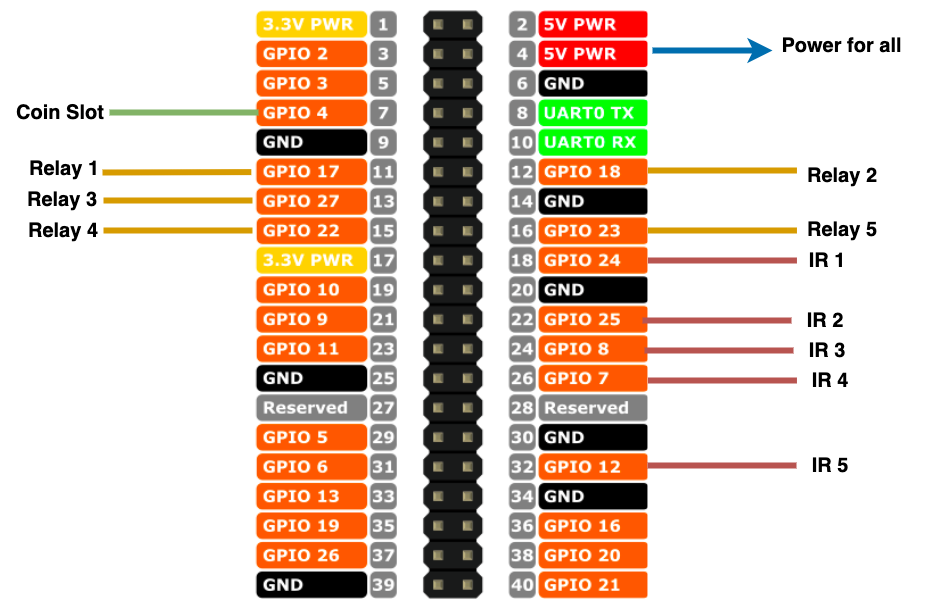 3.3V PWR 1 2 5V PWR
Power for all
GPIO 2 3 4 5V PWR
GPIO 3 5 6 GND
Coin Slot GPIO 4 7 8 UART0 TX
GND 9 10 UART0 RX
Relay 1 GPIO 17 11 12 GPIO 18 Relay 2
Relay 3 GPIO 27 13 14 GND
Relay 4 GPIO 22 15 16 GPIO 23 Relay 5
3.3V PWR 17 18 GPIO 24 IR 1
GPIO 10 19 20 GND
GPIO 9 21 22 GPIO 25 IR 2
GPIO 11 23 24 GPIO 8 IR 3
GND 25 26 GPIO 7 IR 4
Reserved 27 28 Reserved
GPIO 5 29 30 GND
GPIO 6 31 32 GPIO 12 IR 5
GPIO 13 33 34 GND
GPIO 19 35 36 GPIO 16
GPIO 26 37 38 GPIO 20
GND 39 40 GPIO 21